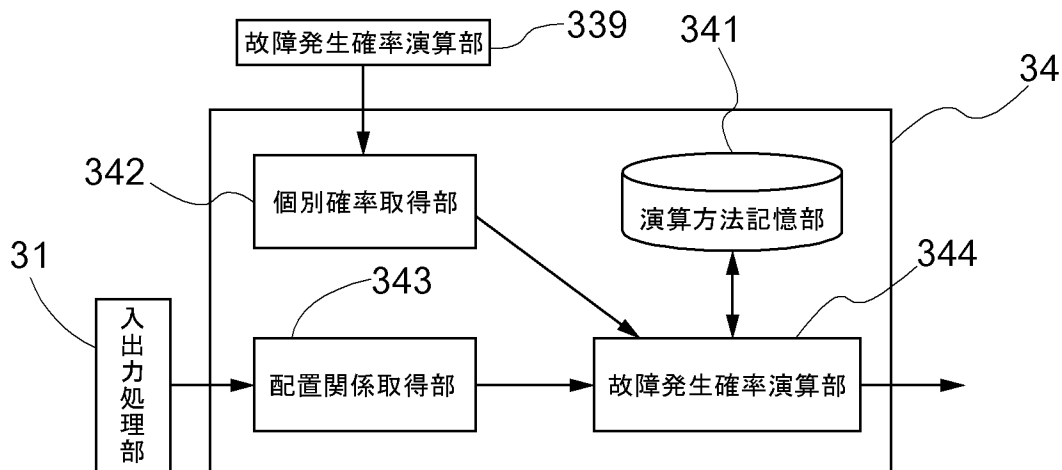 故障発生確率演算部
339
341
34
342
個別確率取得部
演算方法記憶部
31
343
344
入出力処理部
配置関係取得部
故障発生確率演算部